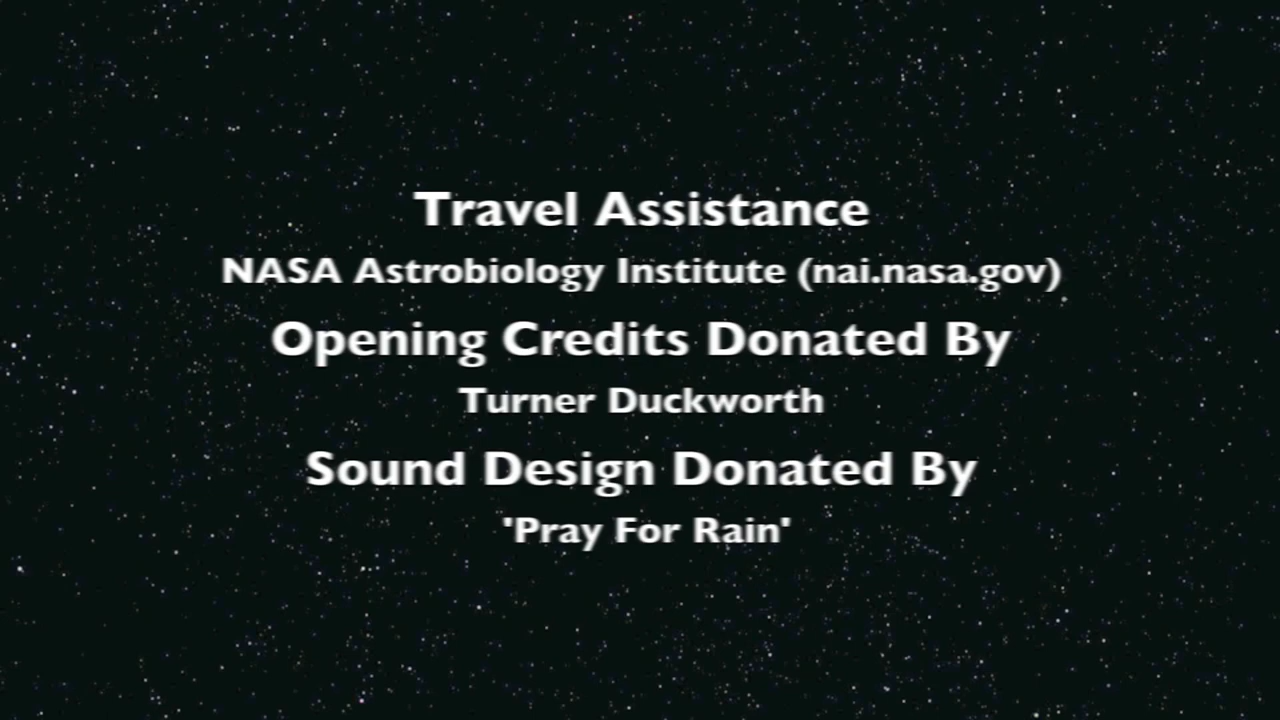 Travel Assistance
NASA Astrobiology Institute (nai.nasa.gov)
Opening Credits Donated By
Turner Duckworth
Sound Design Donated By
'Pray For Rain'